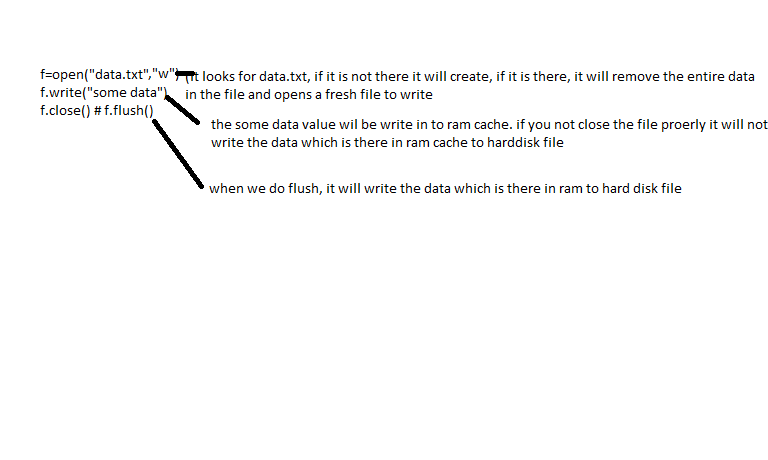 f=open("data.txt","w") it looks for data.txt, if it is not there it will create, if it is there, it will remove the entire data
f.write("some data") in the file and opens a fresh file to write
f.close() # f.flush()
the some data value wil be write in to ram cache. if you not close the file proerly it will not
write the data which is there in ram cache to harddisk file
when we do flush, it will write the data which is there in ram to hard disk file